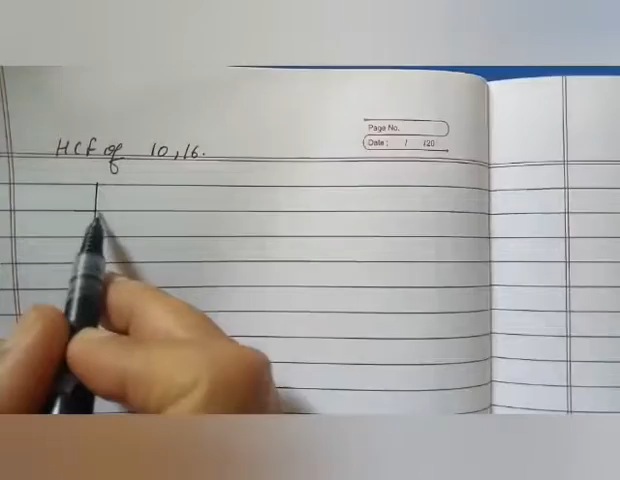 Page No.
Date : / /20
HCF of 10, 16.